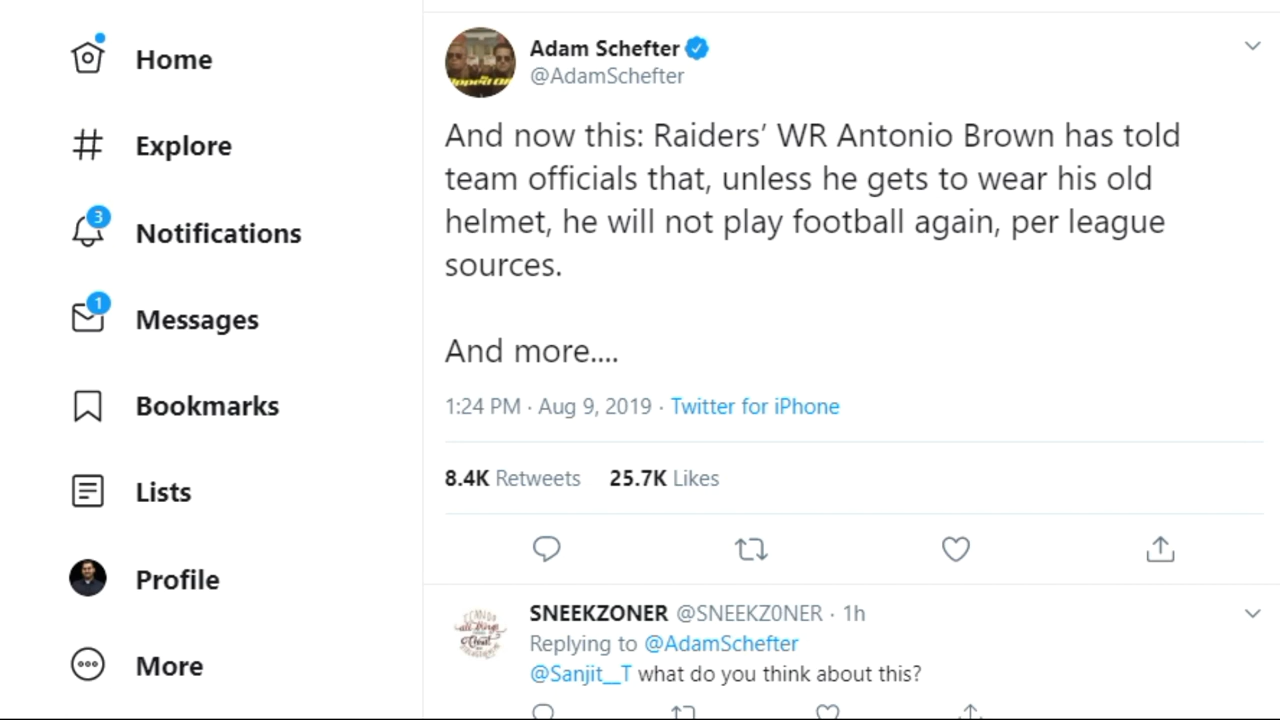 Home
Explore
3
Notifications
1
Messages
Bookmarks
Lists
Profile
More
Adam Schefter
@AdamSchefter
And now this: Raiders’ WR Antonio Brown has told
team officials that, unless he gets to wear his old
helmet, he will not play football again, per league
sources.
And more....
1:24 PM · Aug 9, 2019 · Twitter for iPhone
8.4K Retweets 25.7K Likes
SNEEKZONER @SNEEKZ0NER · 1h
Replying to @AdamSchefter
@Sanjit__T what do you think about this?